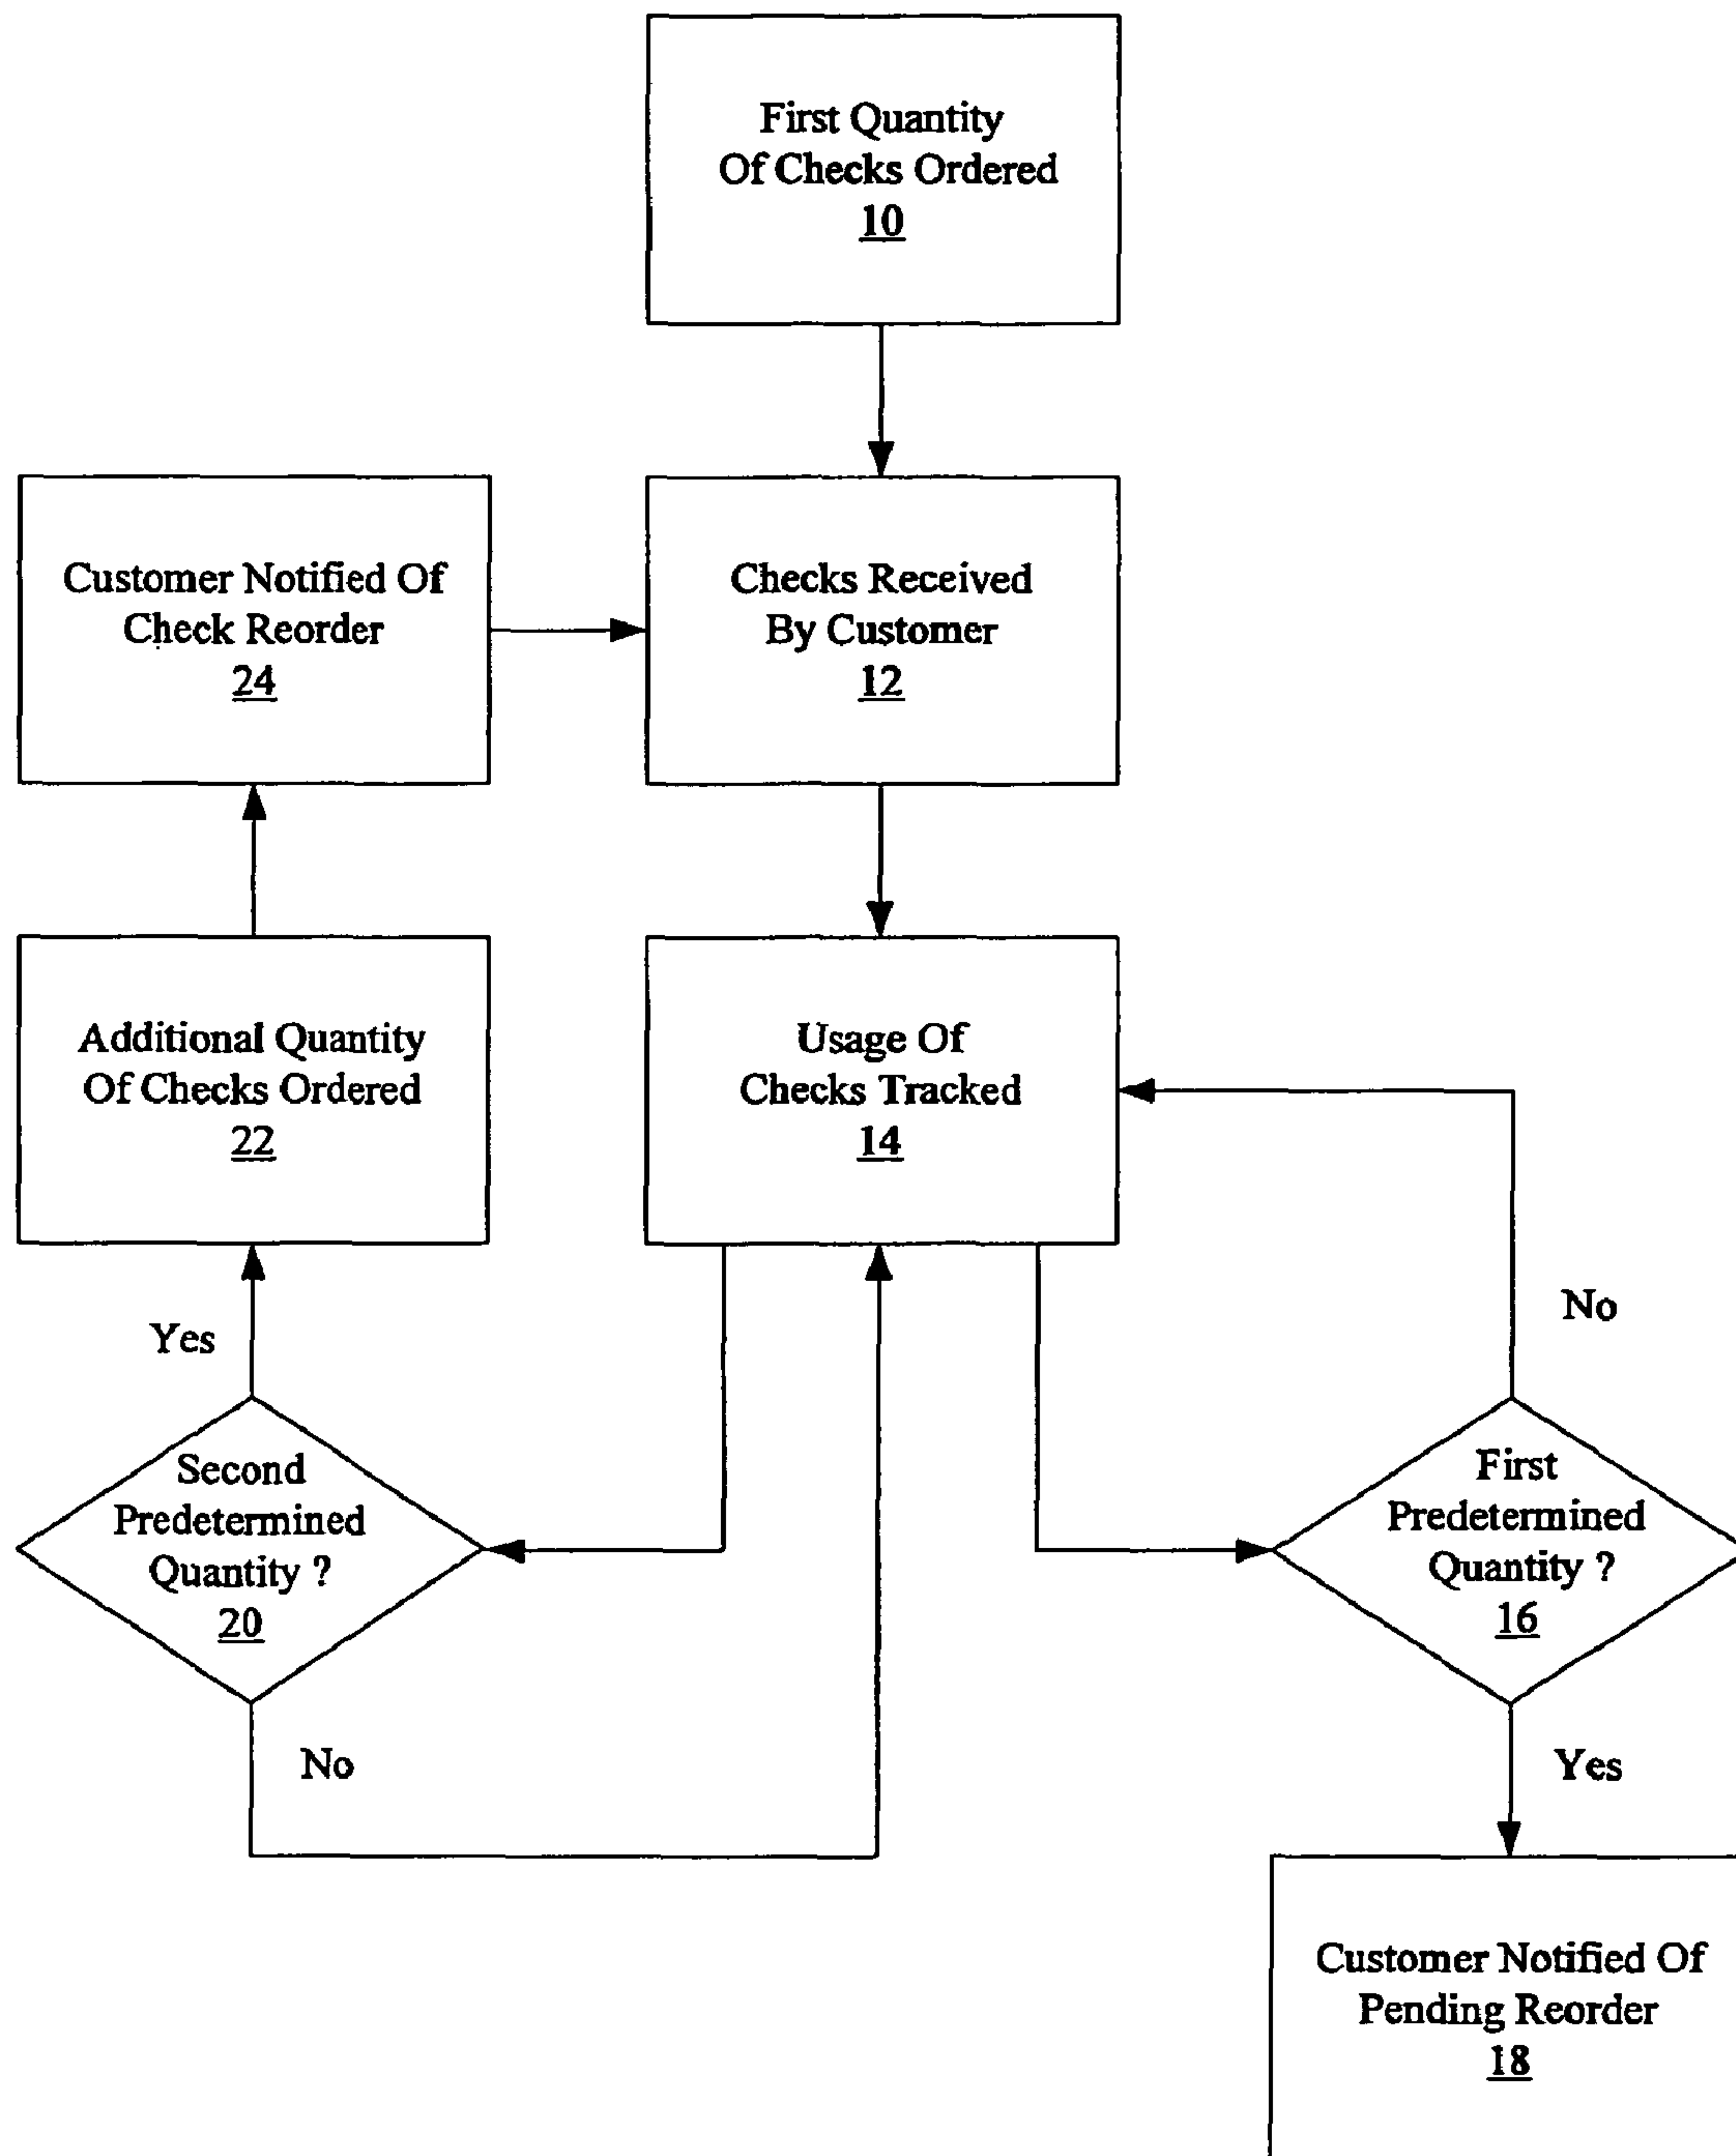 First Quantity
Of Checks Ordered
10
Customer Notified Of
Check Reorder
24
Checks Received
By Customer
12
Additional Quantity
Of Checks Ordered
22
Usage Of
Checks Tracked
14
Yes
No
Second
Predetermined
Quantity ?
20
First
Predetermined
Quantity ?
16
No
Yes
Customer Notified Of
Pending Reorder
18